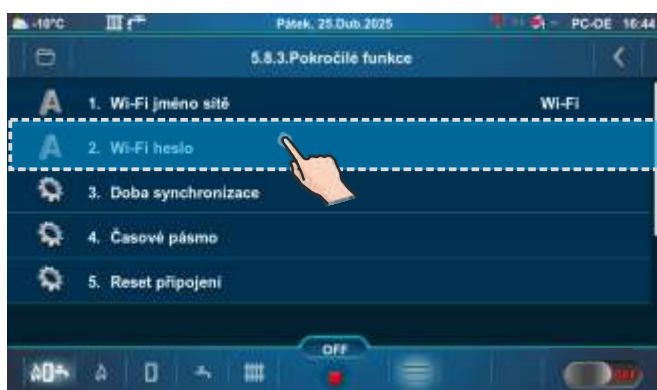 -10°C Pátek, 25.Dub.2025 PC-OE 16:44
5.8.3.Pokročilé funkce
1. Wi-Fi jméno sítě Wi-Fi
2. Wi-Fi heslo
3. Doba synchronizace
4. Časové pásmo
5. Reset připojení
OFF
OFF